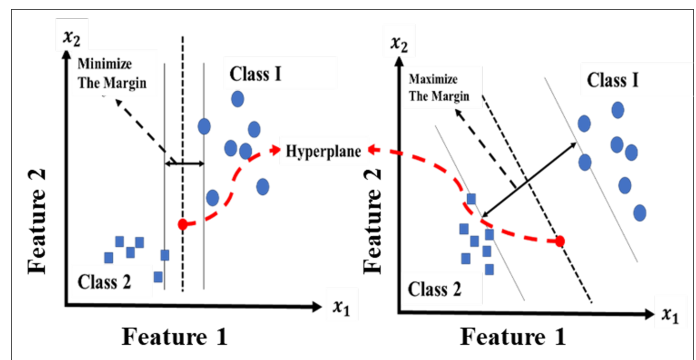 x₂
Minimize
The Margin
Class I
Hyperplane
Class 2
Feature 2
x₁
Feature 1
x₂
Maximize
The Margin
Class I
Class 2
Feature 2
x₁
Feature 1